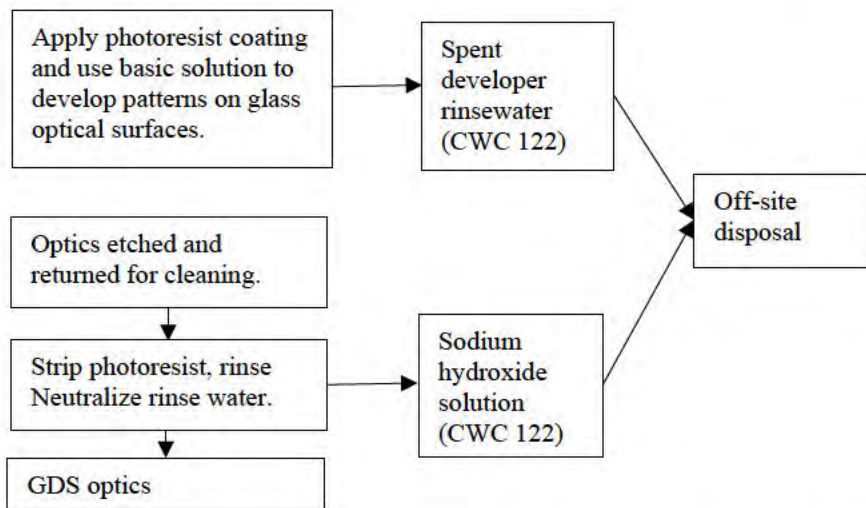 Apply photoresist coating
and use basic solution to
develop patterns on glass
optical surfaces.
Spent
developer
rinsewater
(CWC 122)
Off-site
disposal
Optics etched and
returned for cleaning.
Strip photoresist, rinse
Neutralize rinse water.
Sodium
hydroxide
solution
(CWC 122)
GDS optics